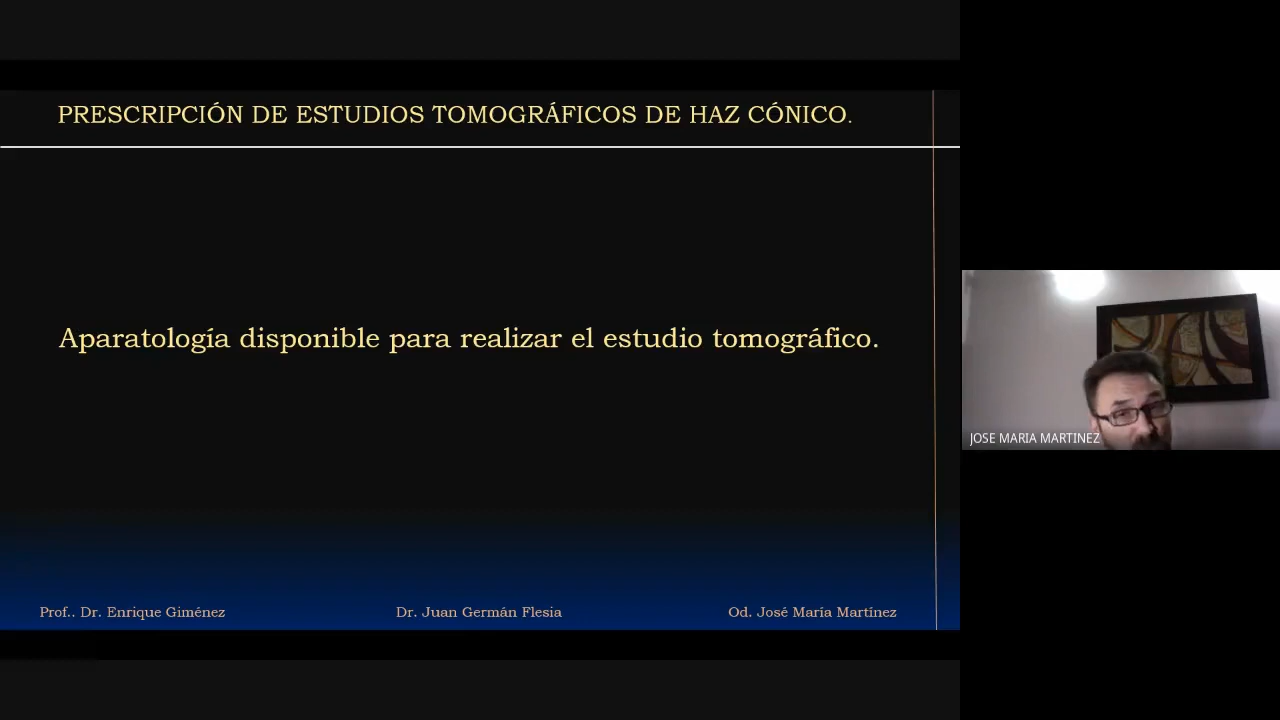 PRESCRIPCIÓN DE ESTUDIOS TOMOGRÁFICOS DE HAZ CÓNICO.
Aparatología disponible para realizar el estudio tomográfico.
JOSE MARIA MARTINEZ
Prof.. Dr. Enrique Giménez
Dr. Juan Germán Flesia
Od. José María Martínez